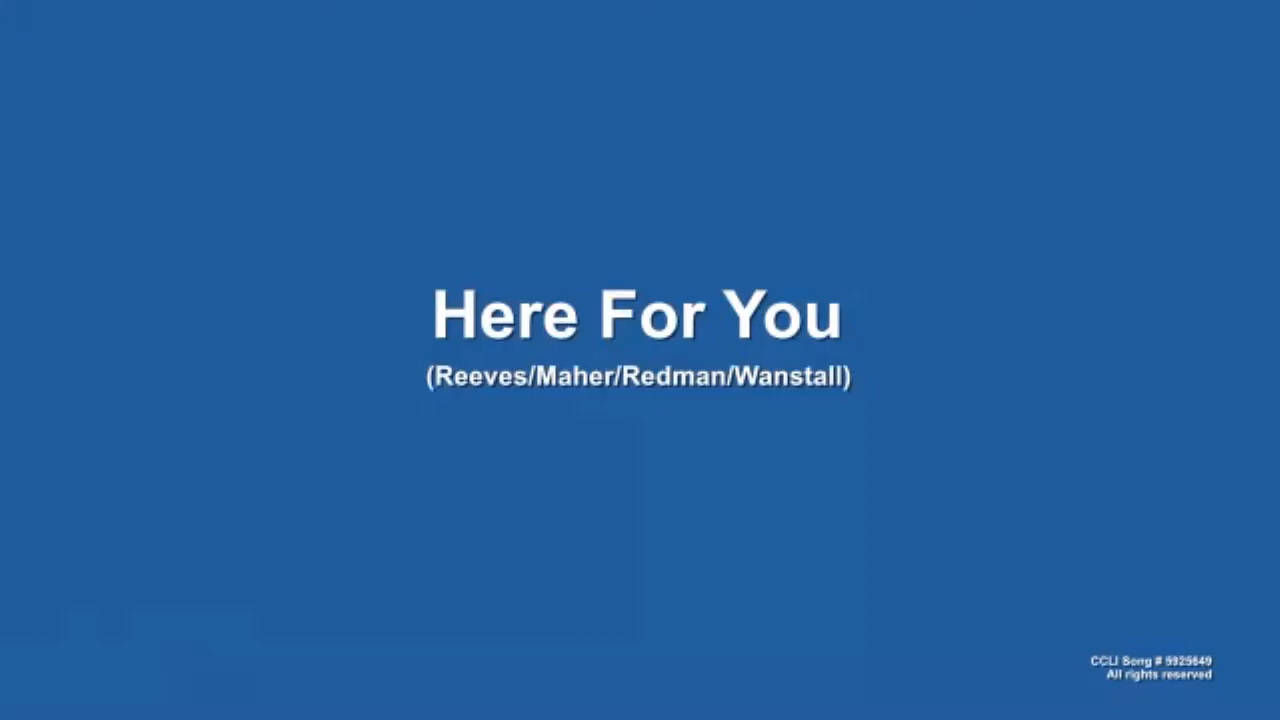 Here For You
(Reeves/Maher/Redman/Wanstall)
CCLI Song # 5925649
All rights reserved